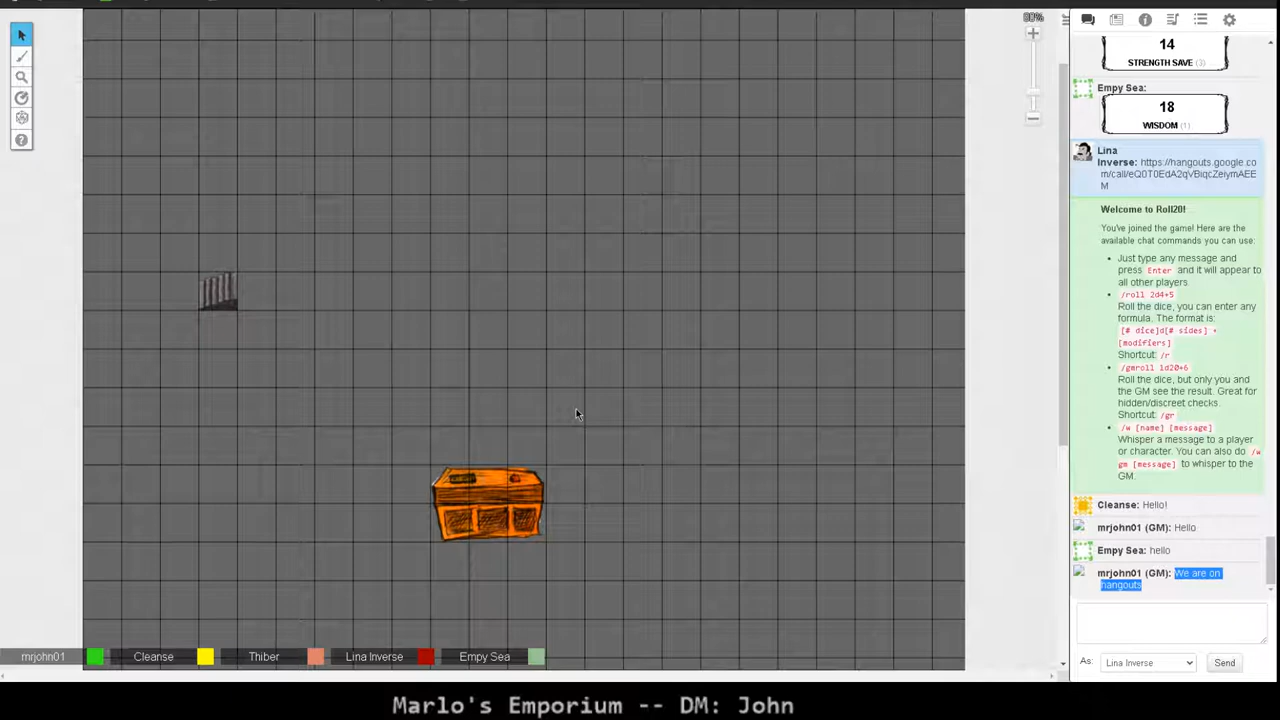 80%
14
STRENGTH SAVE (3)
Empy Sea:
18
WISDOM (1)
Lina
Inverse: https://hangouts.google.co
m/call/eQ0T0EdA2qVBiqcZeiymAEE
M
Welcome to Roll20!
You've joined the game! Here are the
available chat commands you can use:
Just type any message and
press Enter and it will appear to
all other players
/roll 2d4+5
Roll the dice, you can enter any
formula. The format is:
[# dice]d[# sides] +
[modifiers]
Shortcut: /r
/gmroll 1d20+6
Roll the dice, but only you and
the GM see the result. Great for
hidden/discreet checks.
Shortcut: /gr
/w [name] [message]
Whisper a message to a player
or character. You can also do /w
gm [message] to whisper to the
GM.
Cleanse: Hello!
mrjohn01 (GM): Hello
Empy Sea: hello
mrjohn01 (GM): We are on
hangouts
As: Lina Inverse Send
mrjohn01 Cleanse Thiber Lina Inverse Empy Sea
Marlo's Emporium -- DM: John